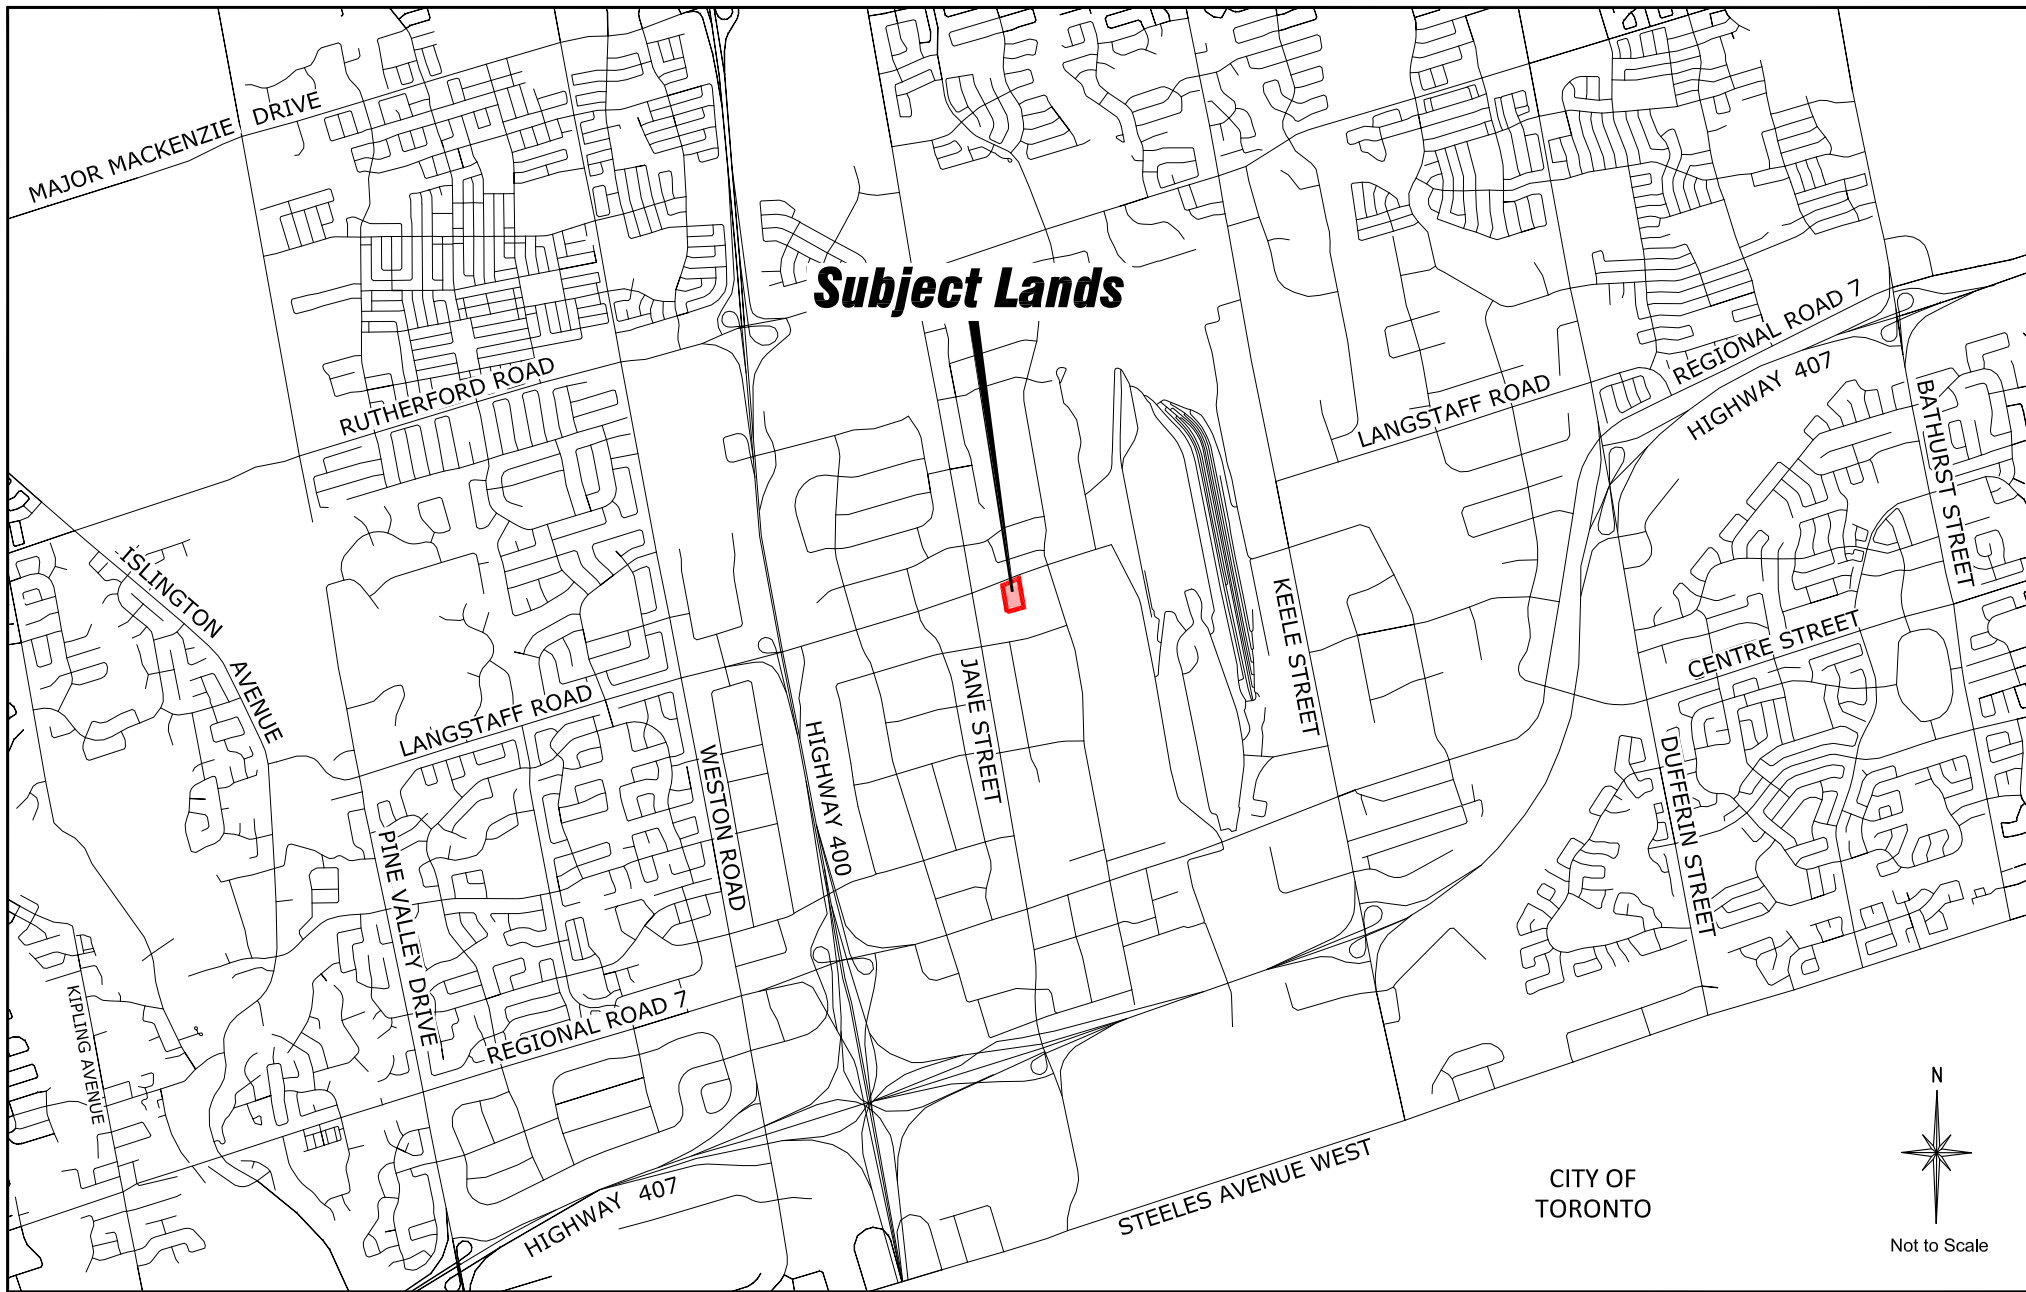 MAJOR MACKENZIE DRIVE
Subject Lands
REGIONAL ROAD 7
HIGHWAY 407
RUTHERFORD ROAD
LANGSTAFF ROAD
BATHURST STREET
ISLINGTON AVENUE
KEELE STREET
CENTRE STREET
JANE STREET
LANGSTAFF ROAD
HIGHWAY 400
WESTON ROAD
DUFFERIN STREET
PINE VALLEY DRIVE
KIPLING AVENUE
REGIONAL ROAD 7
HIGHWAY 407
STEELES AVENUE WEST
CITY OF
TORONTO
N
Not to Scale